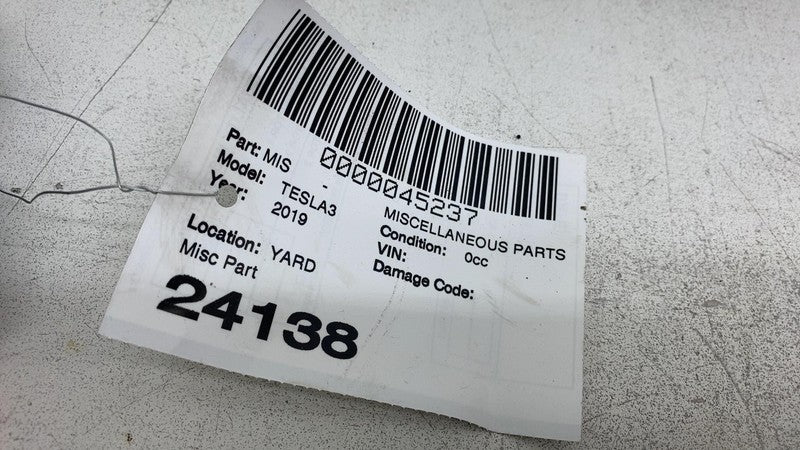 0000045237
Part: MIS - MISCELLANEOUS PARTS
Model: TESLA3 Condition: 0cc
Year: 2019 VIN:
Damage Code:
Location: YARD
Misc Part
24138